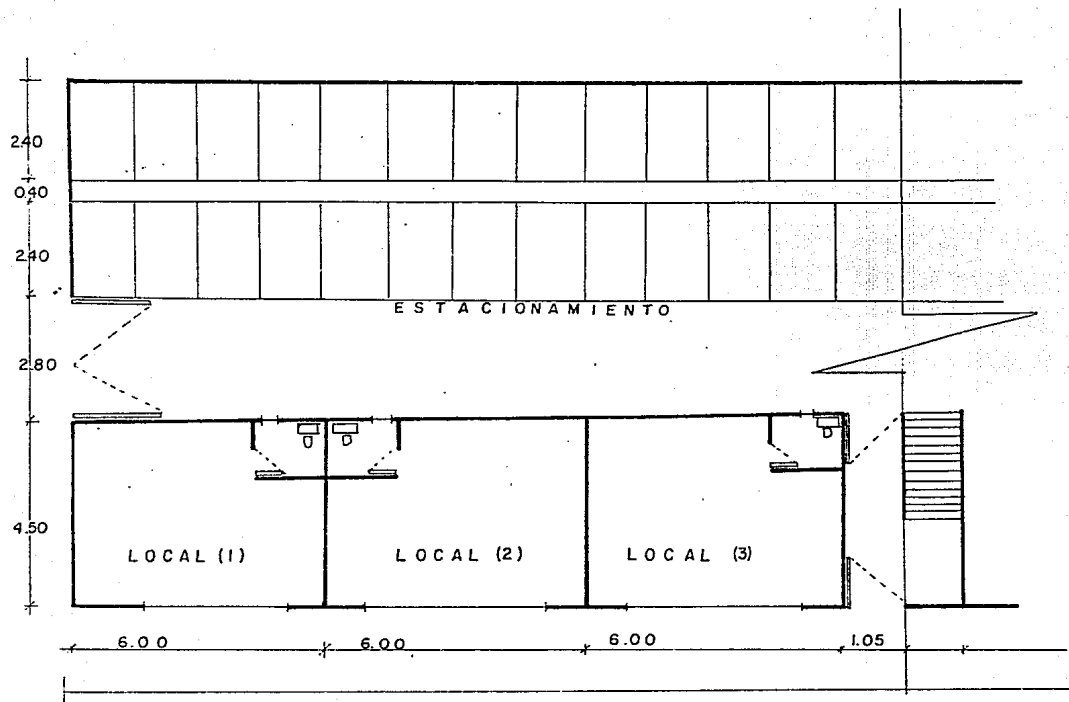 2.40
0.40
2.40
ESTACIONAMIENTO
2.80
4.50
LOCAL (1)
LOCAL (2)
LOCAL (3)
6.00
6.00
6.00
1.05